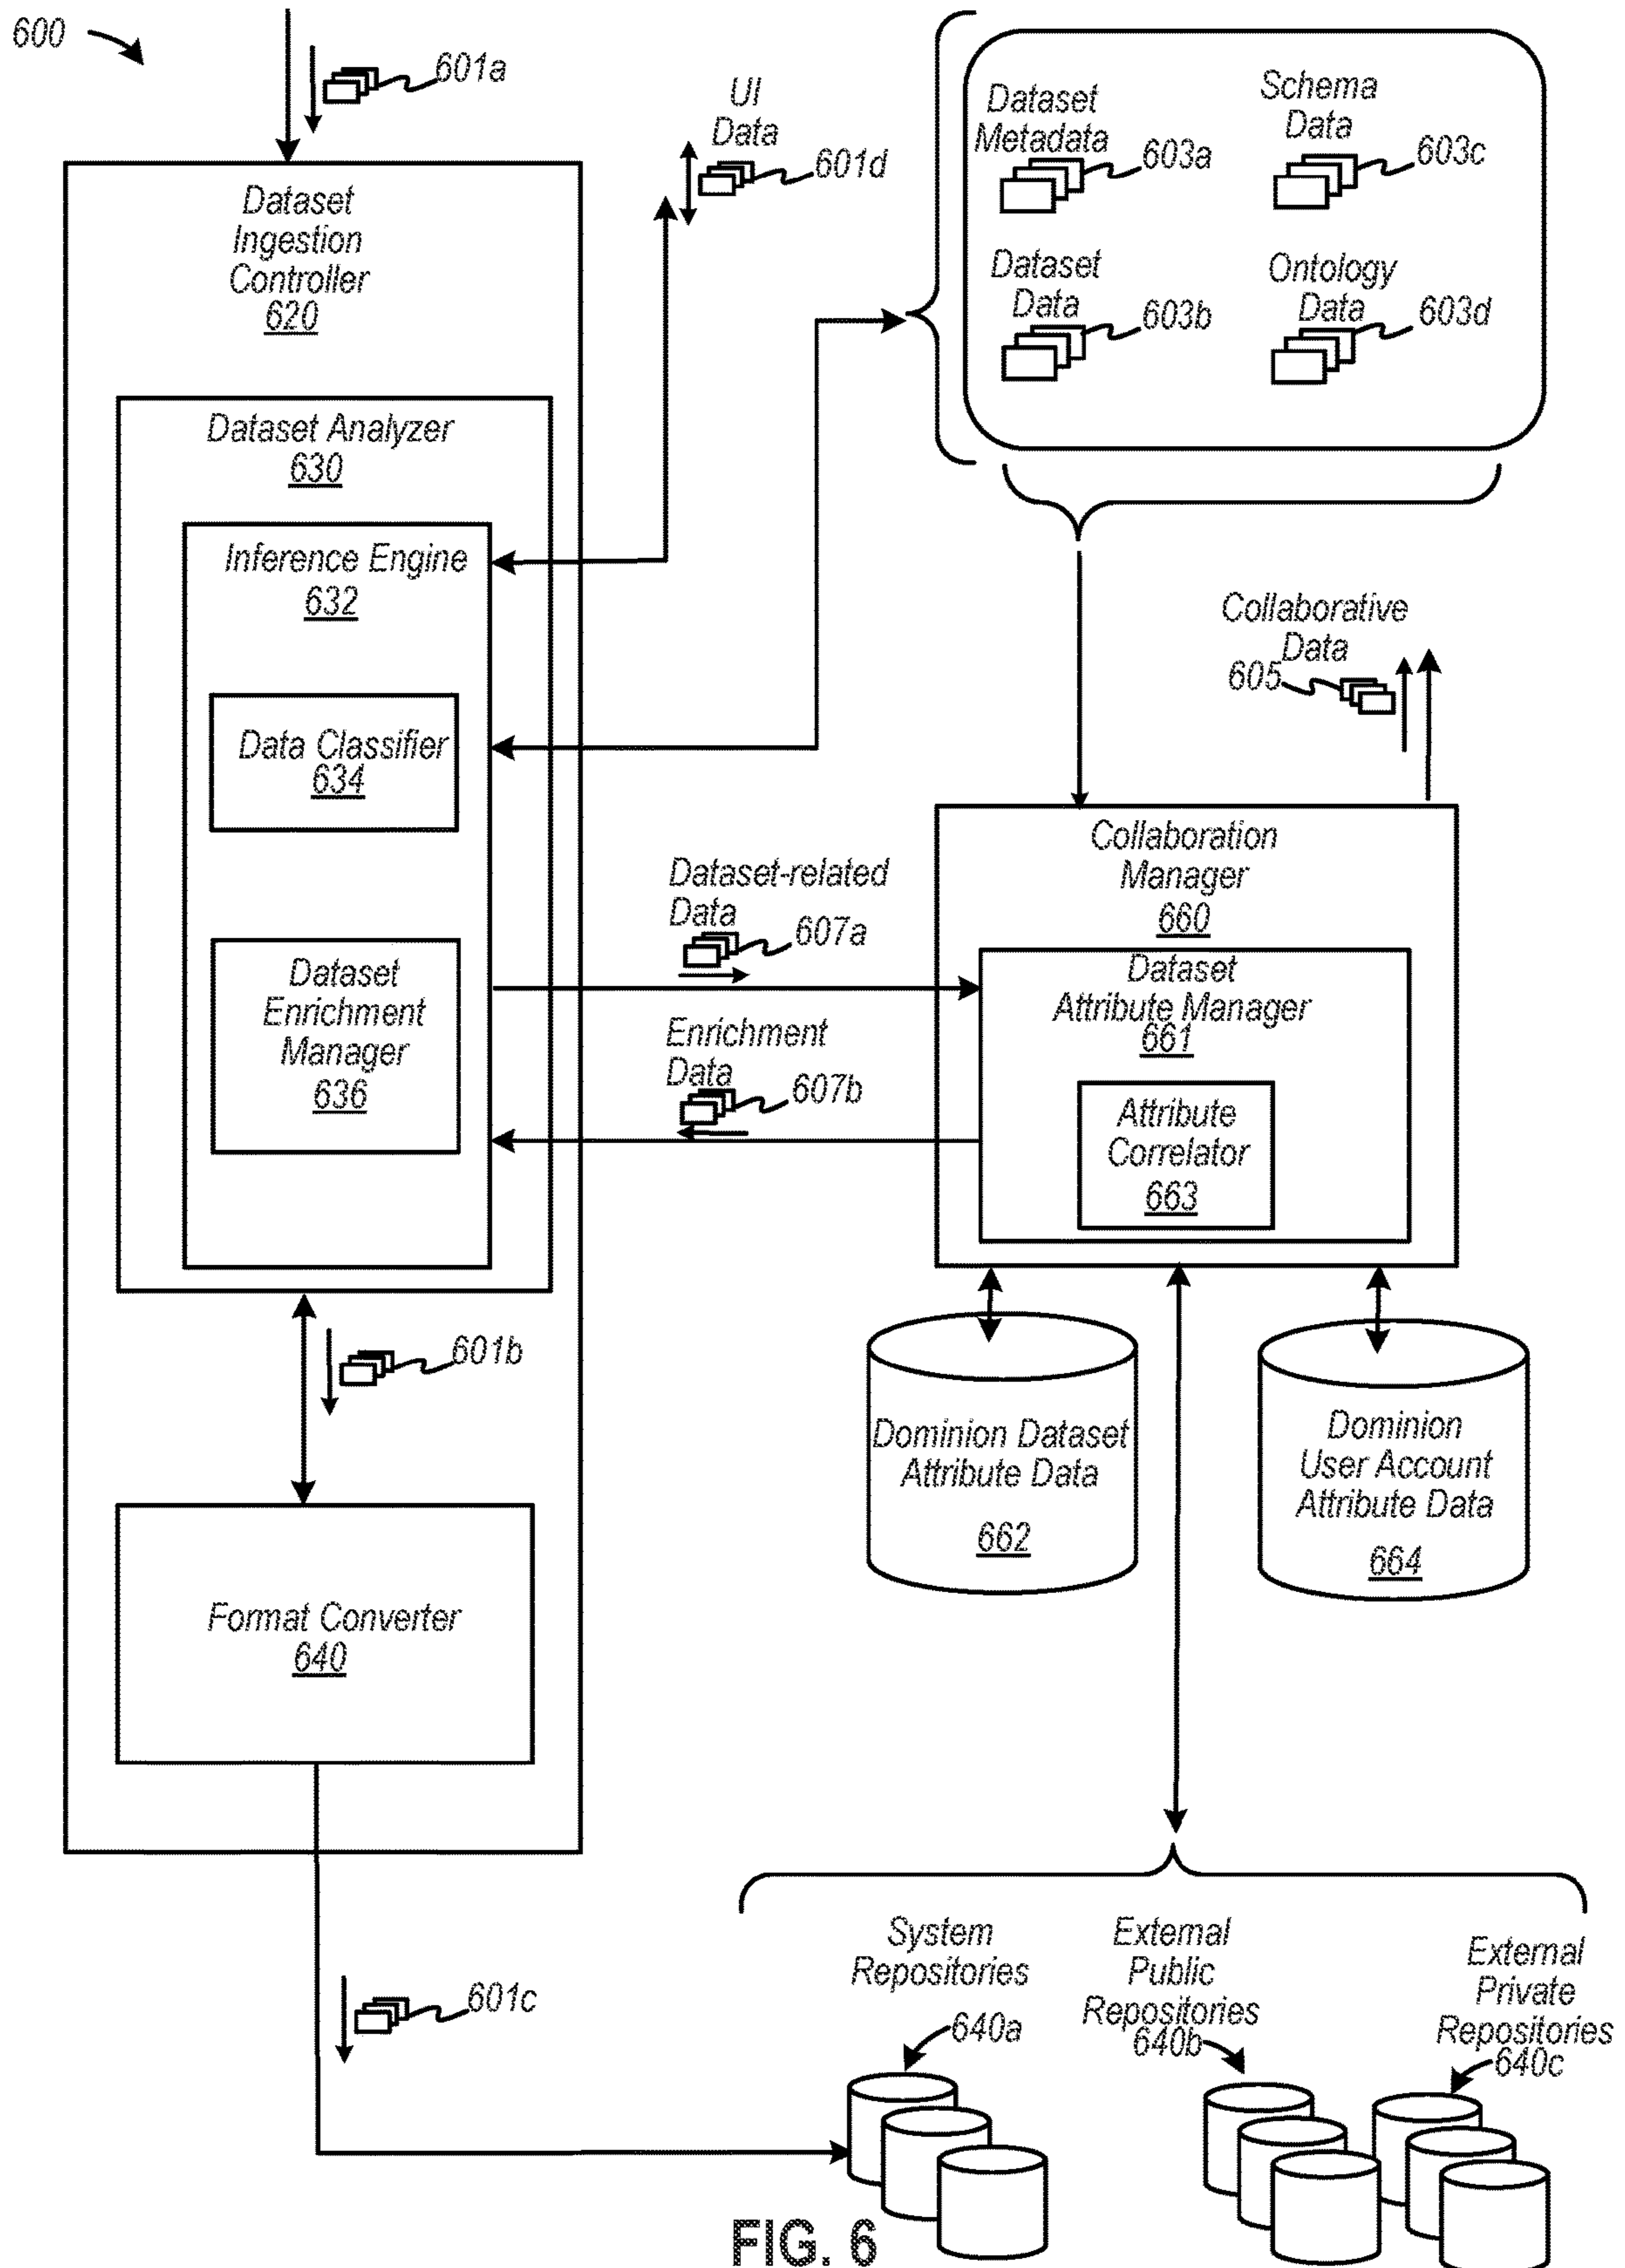 600
601a
UI
Data
601d
Dataset
Metadata
603a
Schema
Data
603c
Dataset
Data
603b
Ontology
Data
603d
Dataset
Ingestion
Controller
620
Dataset Analyzer
630
Inference Engine
632
Data Classifier
634
Dataset
Enrichment
Manager
636
Collaborative
Data
605
Dataset-related
Data
607a
Enrichment
Data
607b
Collaboration
Manager
660
Dataset
Attribute Manager
661
Attribute
Correlator
663
601b
Dominion Dataset
Attribute Data
662
Dominion
User Account
Attribute Data
664
Format Converter
640
601c
System
Repositories
640a
External
Public
Repositories
640b
External
Private
Repositories
640c
FIG. 6